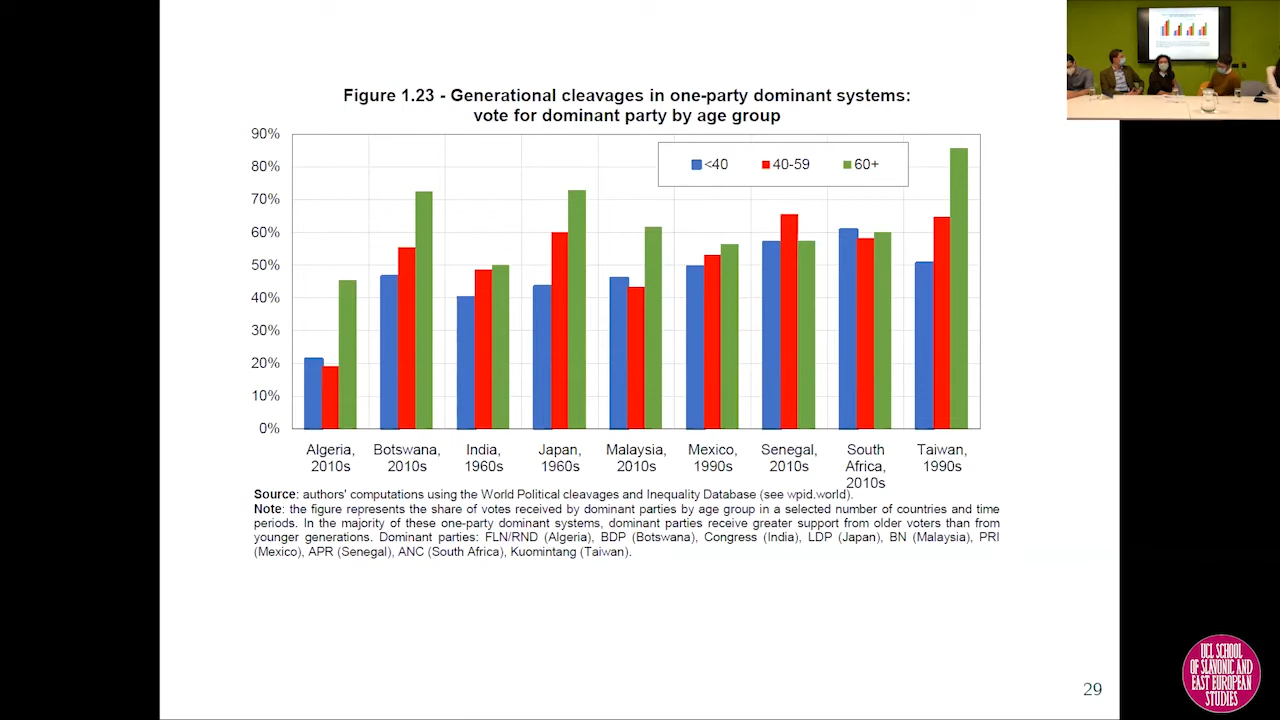 Figure 1.23 - Generational cleavages in one-party dominant systems:
vote for dominant party by age group
90%
80%
70%
60%
50%
40%
30%
20%
10%
0%
<40 40-59 60+
Algeria, 2010s
Botswana, 2010s
India, 1960s
Japan, 1960s
Malaysia, 2010s
Mexico, 1990s
Senegal, 2010s
South Africa, 2010s
Taiwan, 1990s
Source: authors' computations using the World Political cleavages and Inequality Database (see wpid.world).
Note: the figure represents the share of votes received by dominant parties by age group in a selected number of countries and time
periods. In the majority of these one-party dominant systems, dominant parties receive greater support from older voters than from
younger generations. Dominant parties: FLN/RND (Algeria), BDP (Botswana), Congress (India), LDP (Japan), BN (Malaysia), PRI
(Mexico), APR (Senegal), ANC (South Africa), Kuomintang (Taiwan).
29
UCL SCHOOL
OF SLAVONIC AND
EAST EUROPEAN
STUDIES